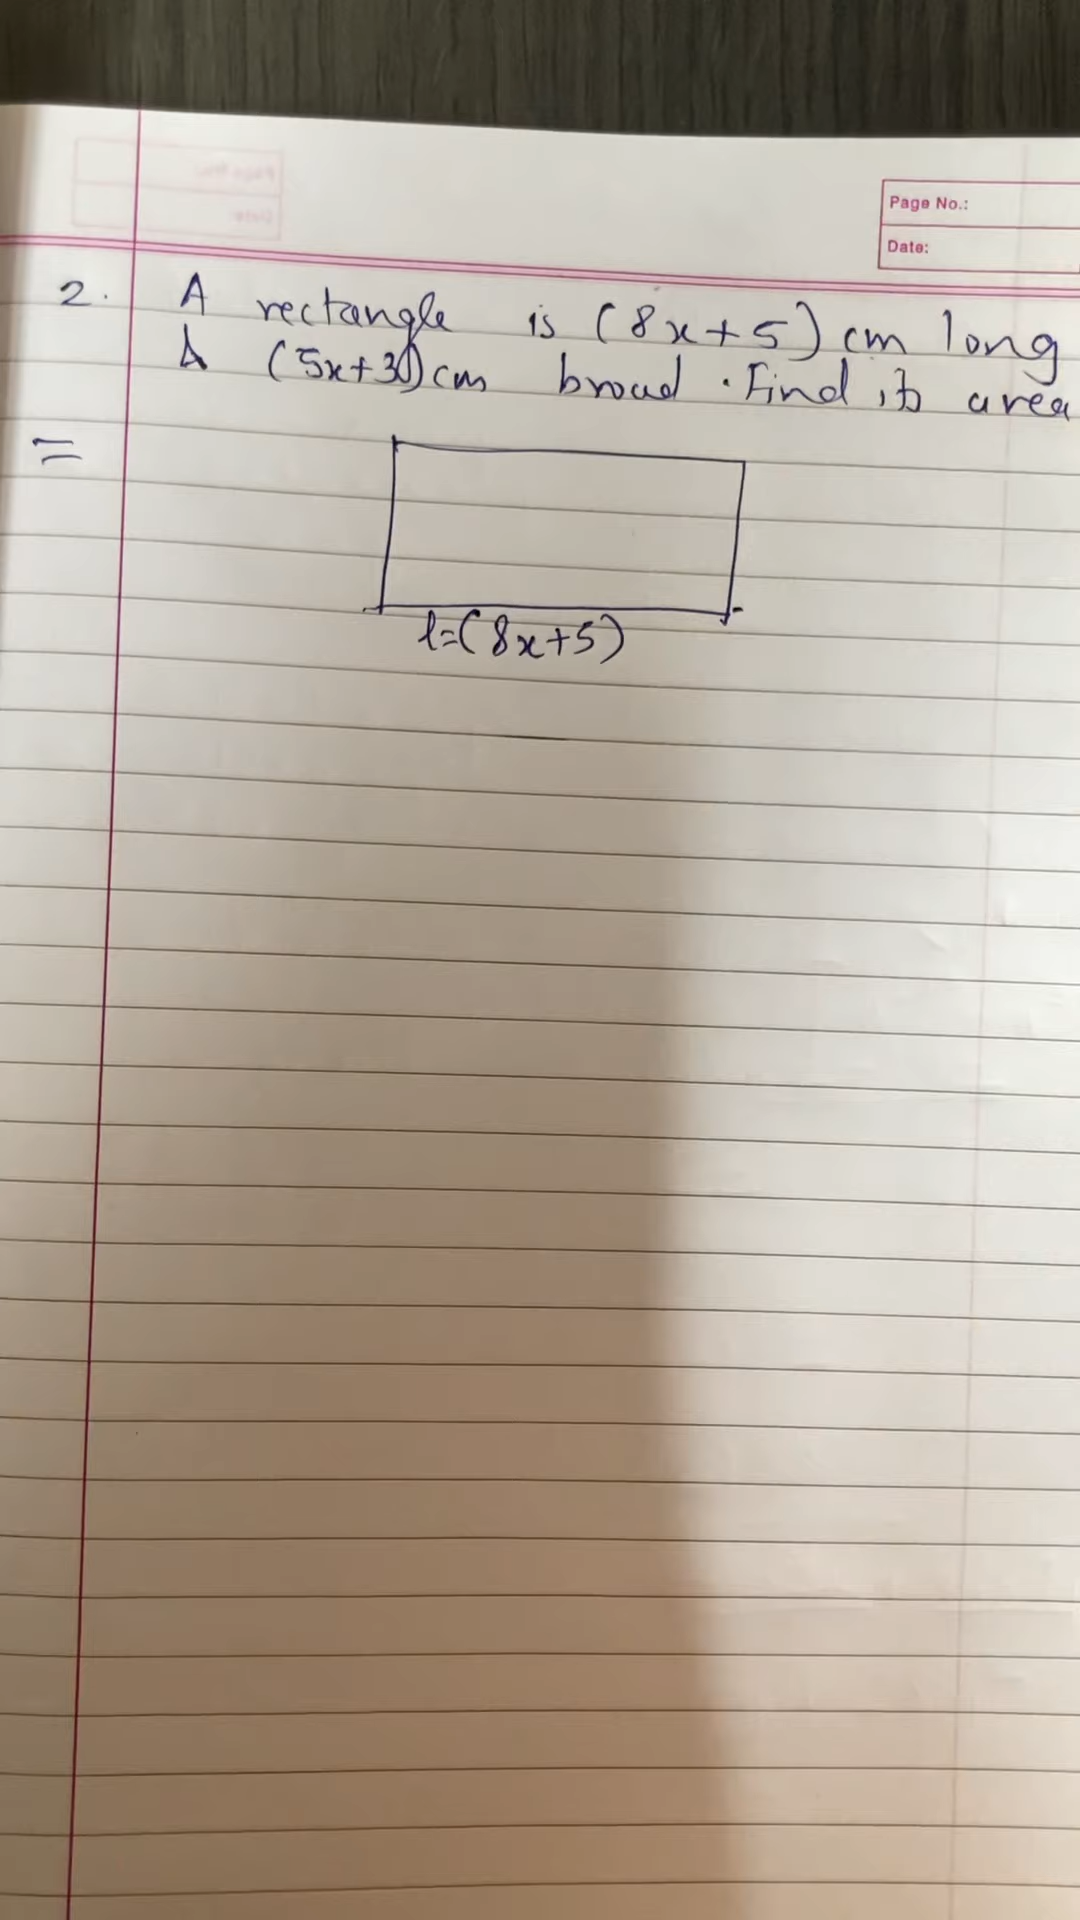 Page No.:
Date:
2. A rectangle is (8x+5) cm long
& (5x+3) cm broad. Find its area
=
l=(8x+5)